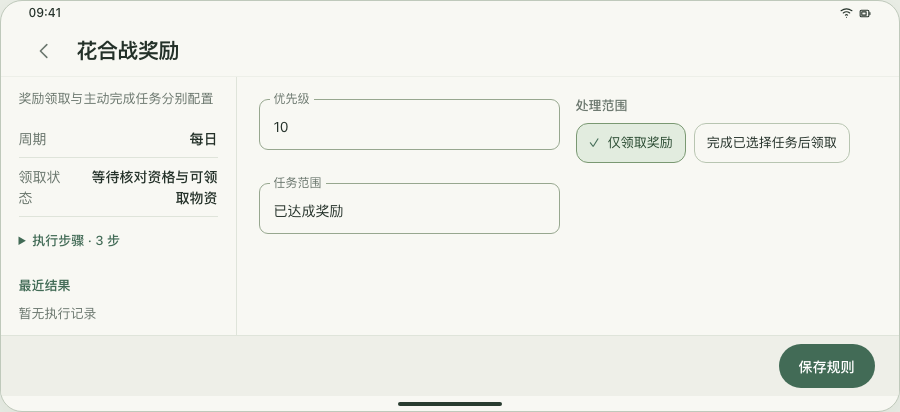 09:41
花合战奖励
奖励领取与主动完成任务分别配置
周期
每日
领取状态
等待核对资格与可领取物资
执行步骤 · 3 步
最近结果
暂无执行记录
优先级
10
任务范围
已达成奖励
处理范围
✓ 仅领取奖励
完成已选择任务后领取
保存规则